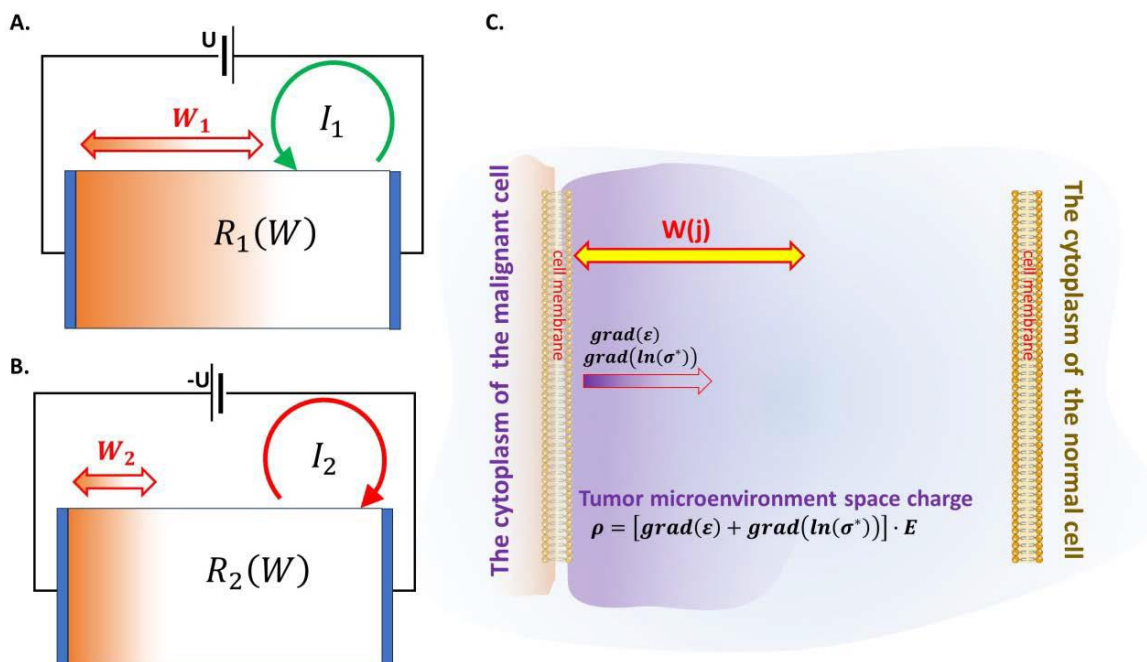 A.
U
W₁
I₁
R₁(W)
B.
-U
W₂
I₂
R₂(W)
C.
The cytoplasm of the malignant cell
cell membrane
W(j)
grad(ε)
grad(ln(σ*))
Tumor microenvironment space charge
ρ = [grad(ε) + grad(ln(σ*))] · E
cell membrane
The cytoplasm of the normal cell